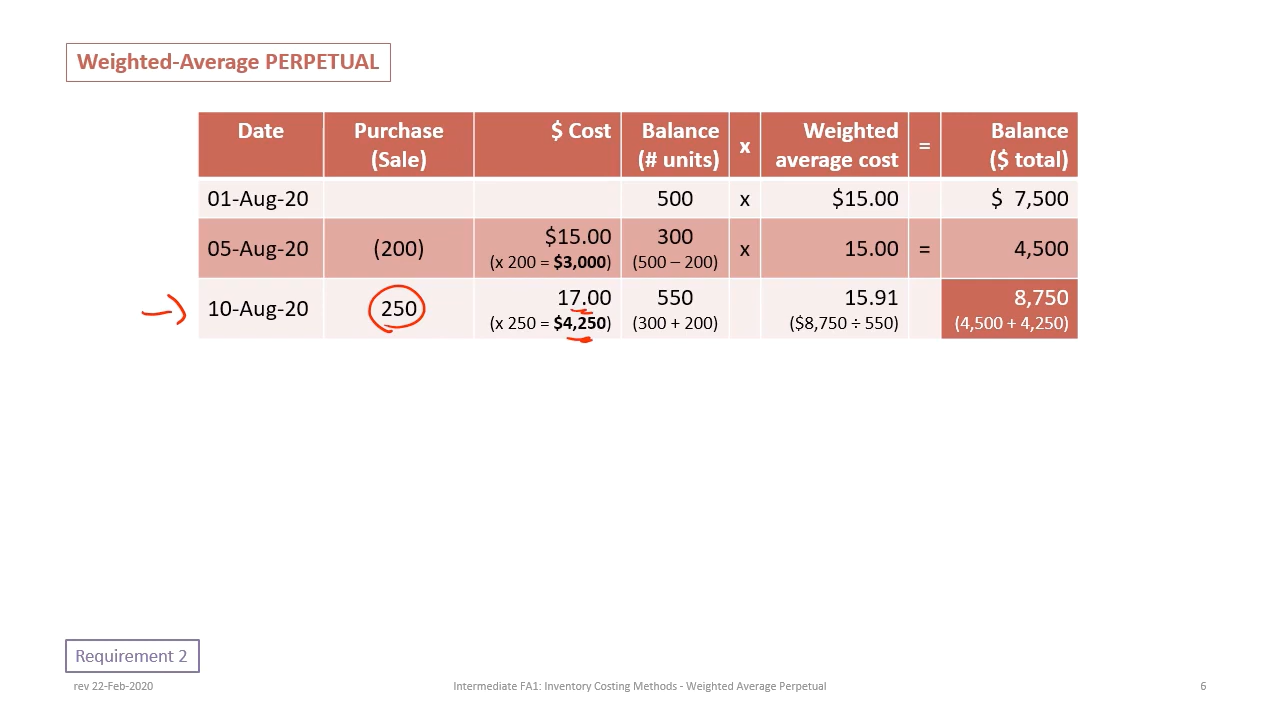 Weighted-Average PERPETUAL
Date Purchase $ Cost Balance x Weighted = Balance
(Sale) (# units) average cost ($ total)
01-Aug-20 500 x $15.00 $ 7,500
05-Aug-20 (200) $15.00 300 x 15.00 = 4,500
(x 200 = $3,000) (500 – 200)
10-Aug-20 250 17.00 550 15.91 8,750
(x 250 = $4,250) (300 + 200) ($8,750 ÷ 550) (4,500 + 4,250)
Requirement 2
rev 22-Feb-2020 Intermediate FA1: Inventory Costing Methods - Weighted Average Perpetual 6